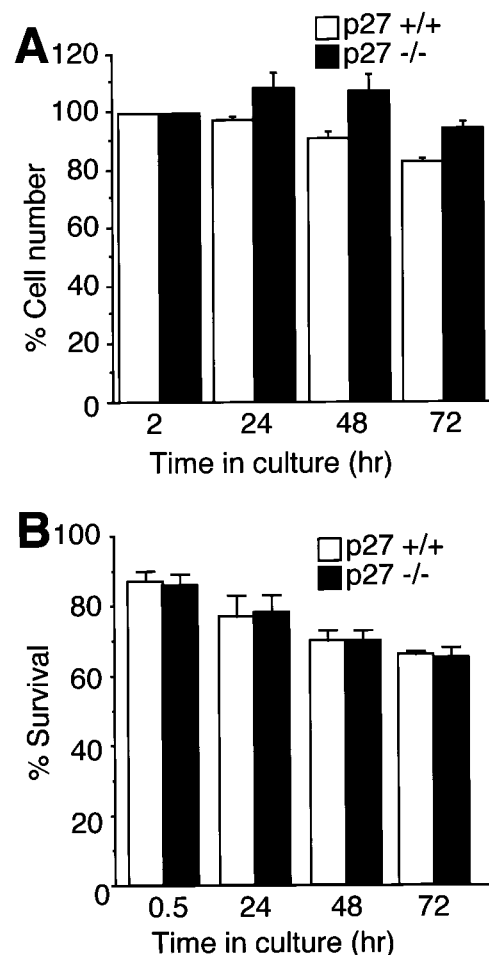 A
p27 +/+
p27 -/-
120
100
80
60
40
20
0
% Cell number
2 24 48 72
Time in culture (hr)
B
p27 +/+
p27 -/-
100
80
60
40
20
0
% Survival
0.5 24 48 72
Time in culture (hr)